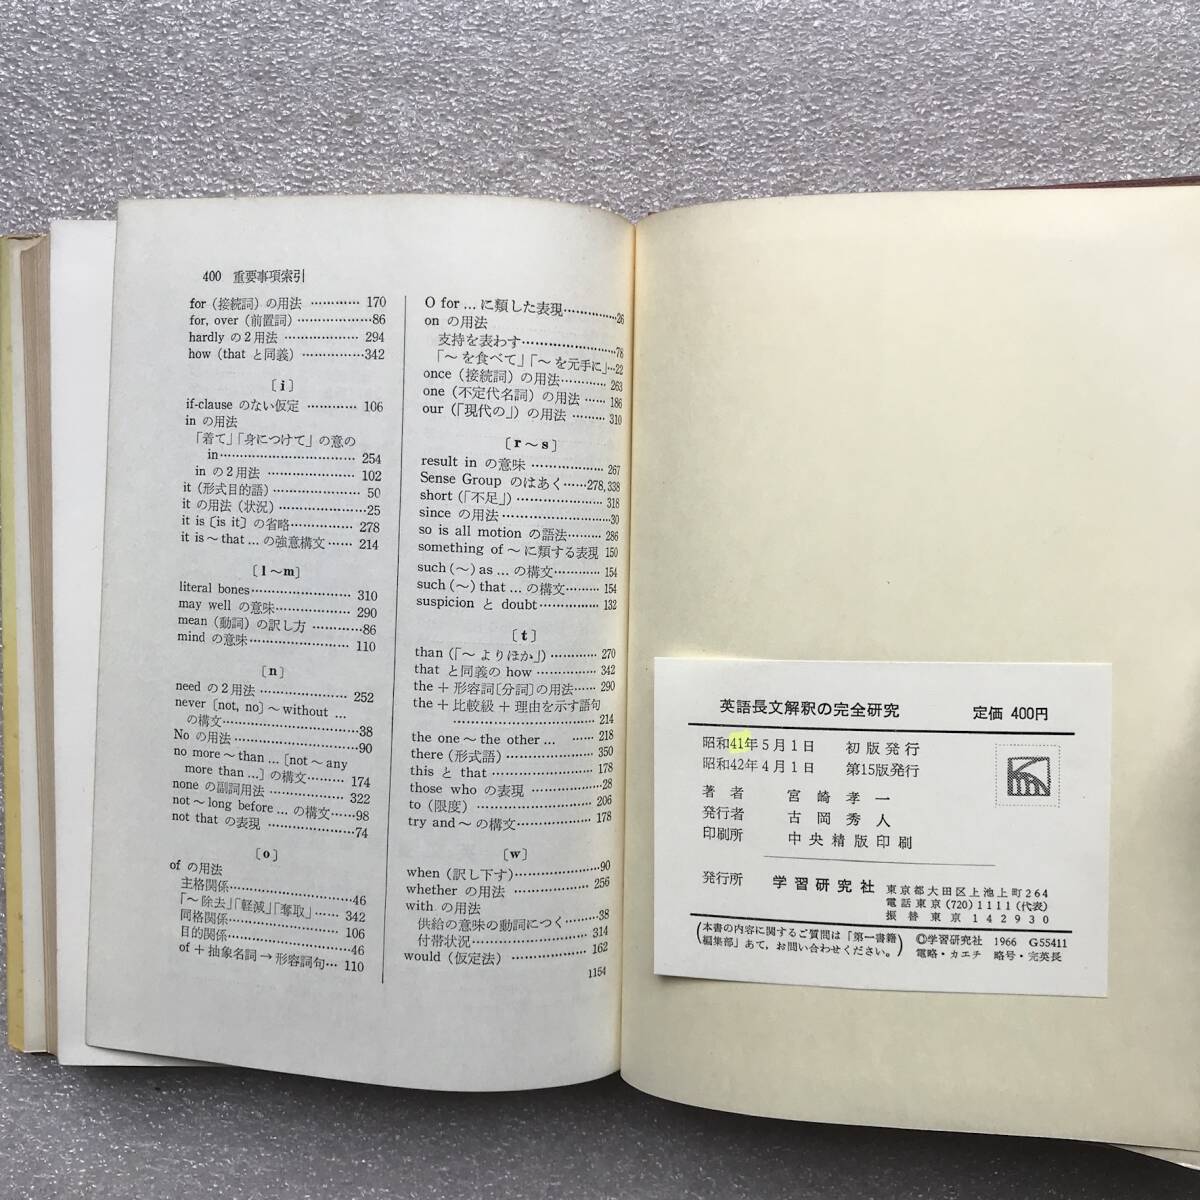 400 重要事項索引
for（接続詞）の用法 ………… 170
for, over（前置詞）………………86
hardly の2用法 ……………… 294
how（that と同義）……………342
〔i〕
if-clause のない仮定 ………… 106
in の用法
「着て」「身につけて」の意の
in…………………………… 254
in の2用法 ………………… 102
it（形式目的語）………………… 50
it の用法（状況）…………………25
it is〔is it〕の省略…………… 278
it is～that … の強意構文…… 214
〔l～m〕
literal bones…………………… 310
may well の意味……………… 290
mean（動詞）の訳し方 …………86
mind の意味…………………… 110
〔n〕
need の2用法 ………………… 252
never〔not, no〕～without …
の構文……………………………38
No の用法…………………………90
no more～than …〔not～any
more than …〕の構文……… 174
none の副詞用法 …………… 322
not～long before … の構文……98
not that の表現 …………………74
〔o〕
of の用法
主格関係…………………………46
「～除去」「軽減」「奪取」…… 342
同格関係……………………… 106
目的関係…………………………46
of＋抽象名詞→形容詞句… 110
O for … に類した表現……………26
on の用法
支持を表わす……………………78
「～を食べて」「～を元手に」…22
once（接続詞）の用法………… 263
one（不定代名詞）の用法 …… 186
our（「現代の」）の用法 ……… 310
〔r～s〕
result in の意味 ……………… 267
Sense Group のはあく……278,338
short（「不足」）………………… 318
since の用法………………………30
so is all motion の語法……… 286
something of～に類する表現 150
such（～）as … の構文………… 154
such（～）that … の構文……… 154
suspicion と doubt…………… 132
〔t〕
than（「～よりほか」）………… 270
that と同義の how …………… 342
the＋形容詞〔分詞〕の用法…… 290
the＋比較級＋理由を示す語句
……………………………… 214
the one～the other … …… 218
there（形式語）………………… 350
this と that …………………… 178
those who の表現 ………………28
to（限度）……………………… 206
try and～の構文……………… 178
〔w〕
when（訳し下す）…………………90
whether の用法 ……………… 256
with の用法
供給の意味の動詞につく………38
付帯状況……………………… 314
would（仮定法）……………… 162
1154
英語長文解釈の完全研究 定価 400円
昭和41年5月1日 初版発行
昭和42年4月1日 第15版発行
著者 宮崎孝一
発行者 古岡秀人
印刷所 中央精版印刷
発行所 学習研究社 東京都大田区上池上町264
電話東京（720）1111（代表）
振替東京142930
（本書の内容に関するご質問は「第一書籍 ©学習研究社 1966 G55411
編集部」あて，お問い合わせください。） 電略・カエチ 略号・完英長